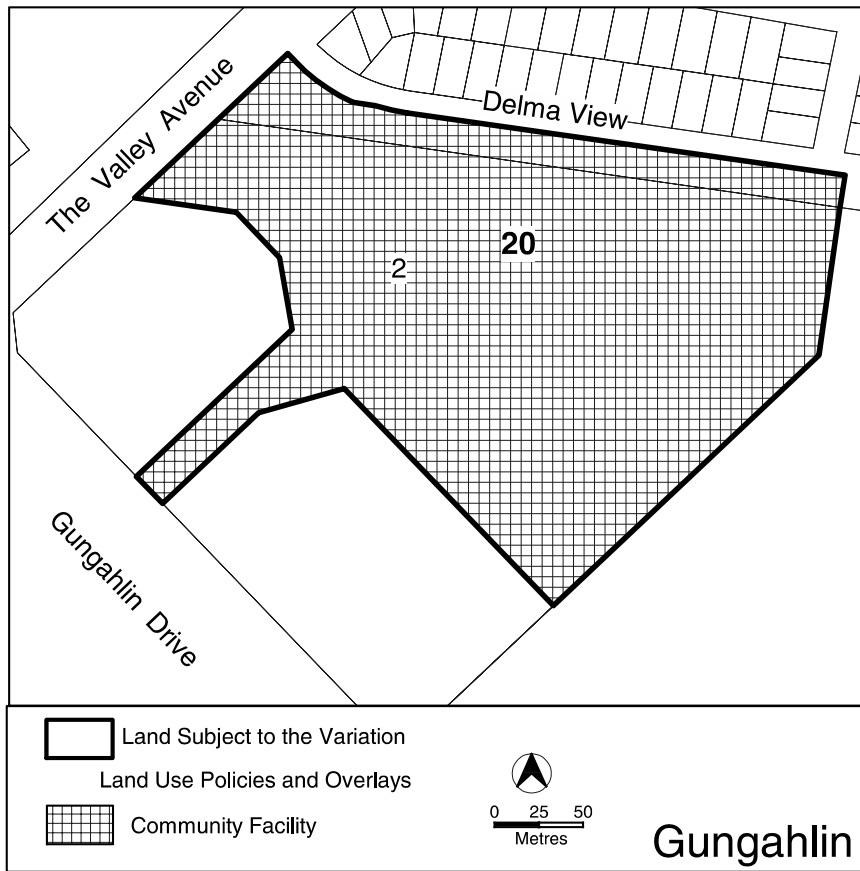 The Valley Avenue
Delma View
20
2
Gungahlin Drive
Land Subject to the Variation
Land Use Policies and Overlays
Community Facility
0 25 50
Metres
Gungahlin